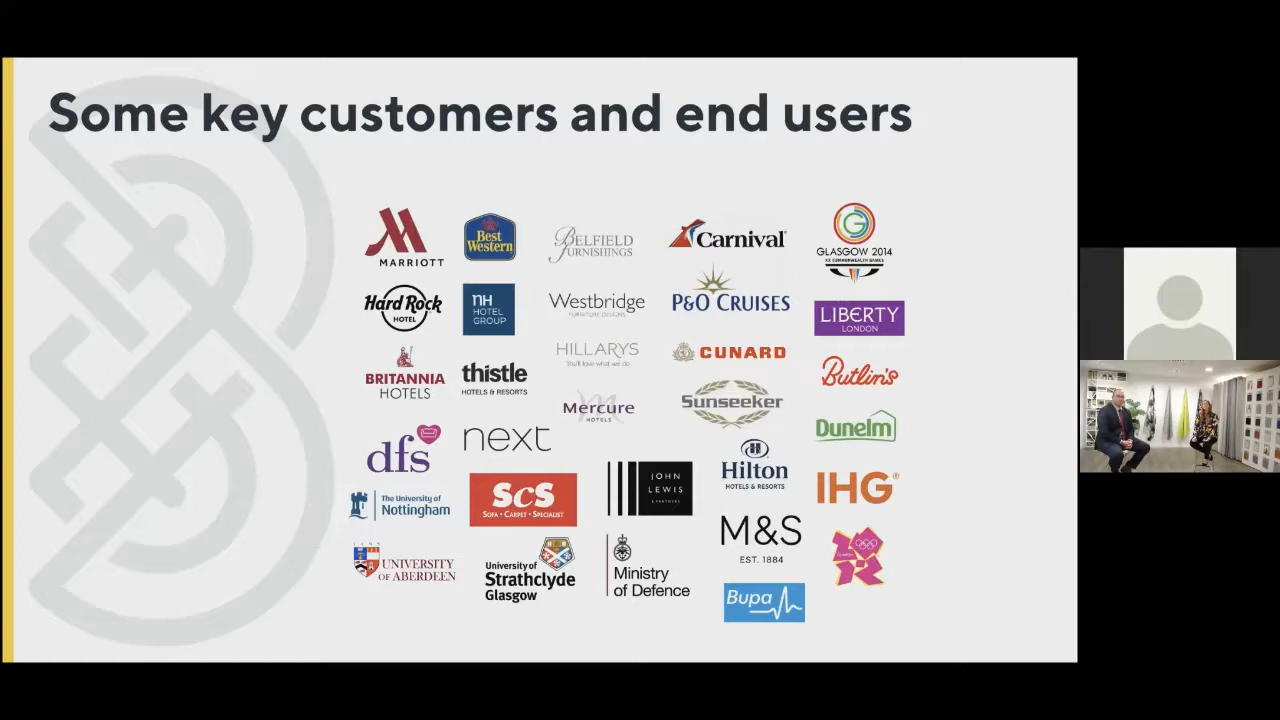 Some key customers and end users
MARRIOTT
Best
Western
BELFIELD
FURNISHINGS
Carnival
GLASGOW 2014
XX COMMONWEALTH GAMES
Hard Rock
HOTEL
nH
HOTEL
GROUP
Westbridge
FURNITURE DESIGNS
P&O CRUISES
LIBERTY
LONDON
BRITANNIA
HOTELS
thistle
HOTELS & RESORTS
HILLARYS
You'll love what we do
CUNARD
Butlin's
Mercure
HOTELS
Sunseeker
Dunelm
dfs
next
Hilton
HOTELS & RESORTS
IHG
The University of
Nottingham
SCS
SOFA • CARPET • SPECIALIST
JOHN
LEWIS
& PARTNERS
M&S
EST. 1884
UNIVERSITY
OF ABERDEEN
University of
Strathclyde
Glasgow
Ministry
of Defence
Bupa